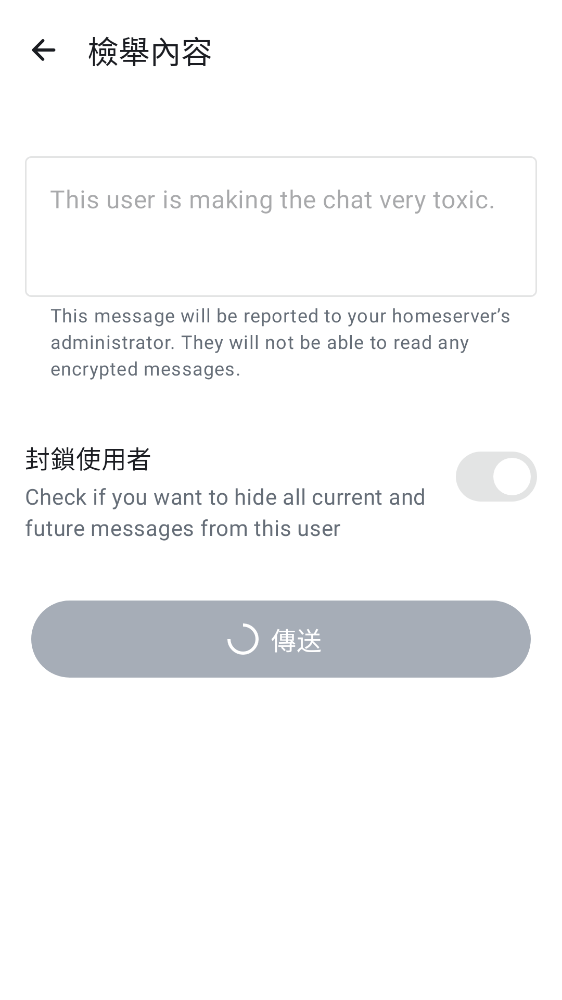 檢舉內容
This user is making the chat very toxic.
This message will be reported to your homeserver’s
administrator. They will not be able to read any
encrypted messages.
封鎖使用者
Check if you want to hide all current and
future messages from this user
傳送